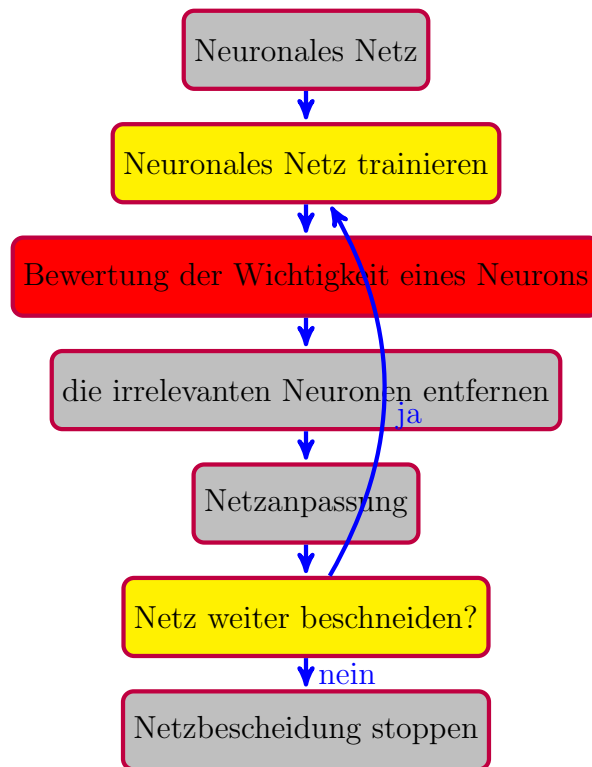 Neuronales Netz
Neuronales Netz trainieren
Bewertung der Wichtigkeit eines Neurons
die irrelevanten Neuronen entfernen
ja
Netzanpassung
Netz weiter beschneiden?
nein
Netzbescheidung stoppen